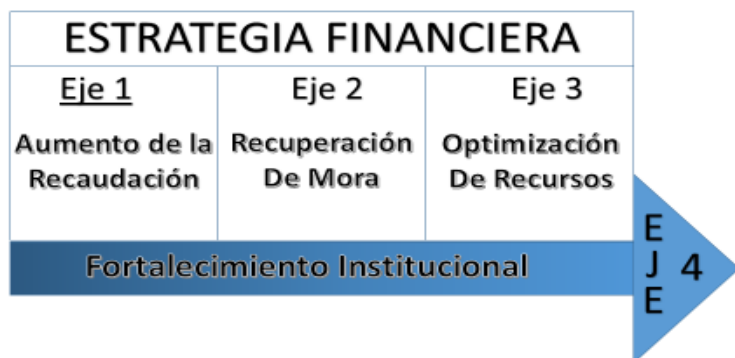 ESTRATEGIA FINANCIERA
Eje 1
Aumento de la
Recaudación
Eje 2
Recuperación
De Mora
Eje 3
Optimización
De Recursos
Fortalecimiento Institucional
EJE 4